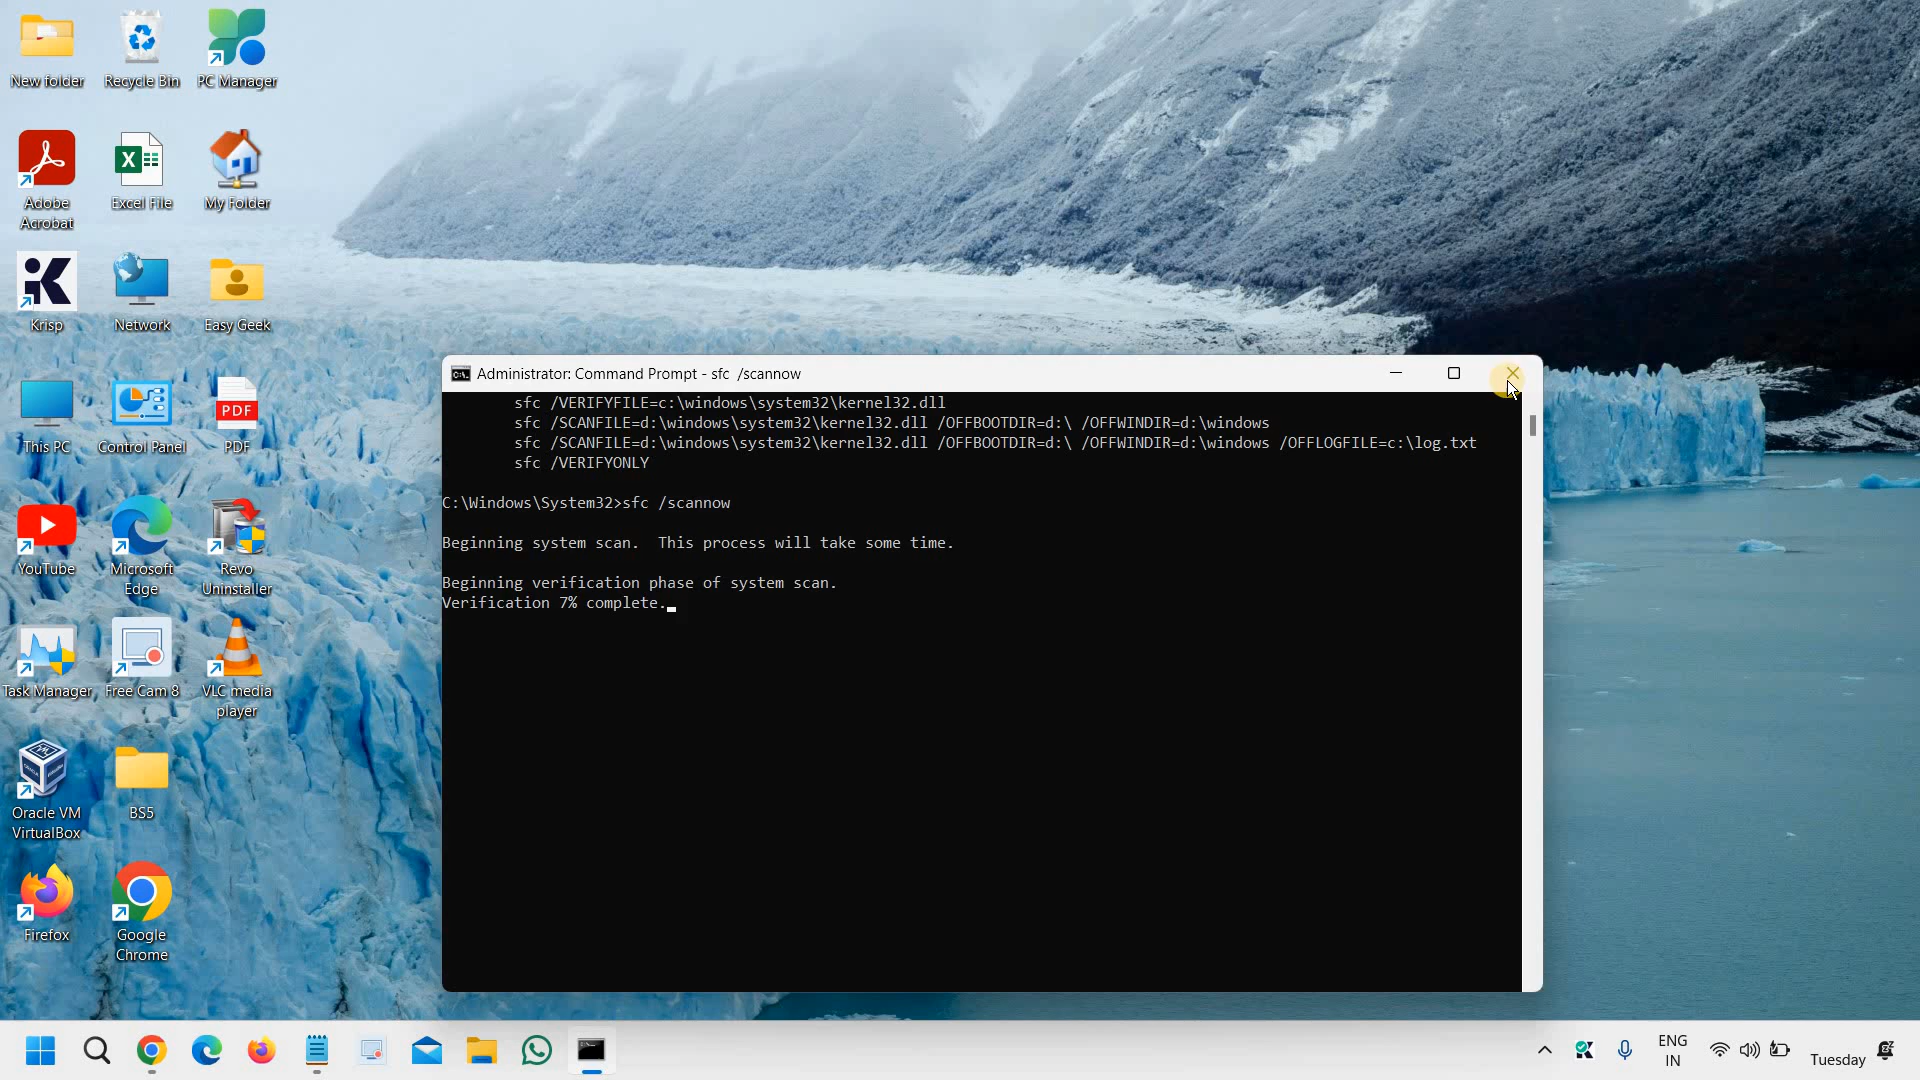 New folder
Recycle Bin
PC Manager
Adobe
Acrobat
Excel File
My Folder
Krisp
Network
Easy Geek
This PC
Control Panel
PDF
PDF
YouTube
Microsoft
Edge
Revo
Uninstaller
Task Manager
Free Cam 8
VLC media
player
Oracle VM
VirtualBox
BS5
Firefox
Google
Chrome
Administrator: Command Prompt - sfc  /scannow
sfc /VERIFYFILE=c:\windows\system32\kernel32.dll
sfc /SCANFILE=d:\windows\system32\kernel32.dll /OFFBOOTDIR=d:\ /OFFWINDIR=d:\windows
sfc /SCANFILE=d:\windows\system32\kernel32.dll /OFFBOOTDIR=d:\ /OFFWINDIR=d:\windows /OFFLOGFILE=c:\log.txt
sfc /VERIFYONLY
C:\Windows\System32>sfc /scannow
Beginning system scan.  This process will take some time.
Beginning verification phase of system scan.
Verification 7% complete.
ENG
IN
Tuesday